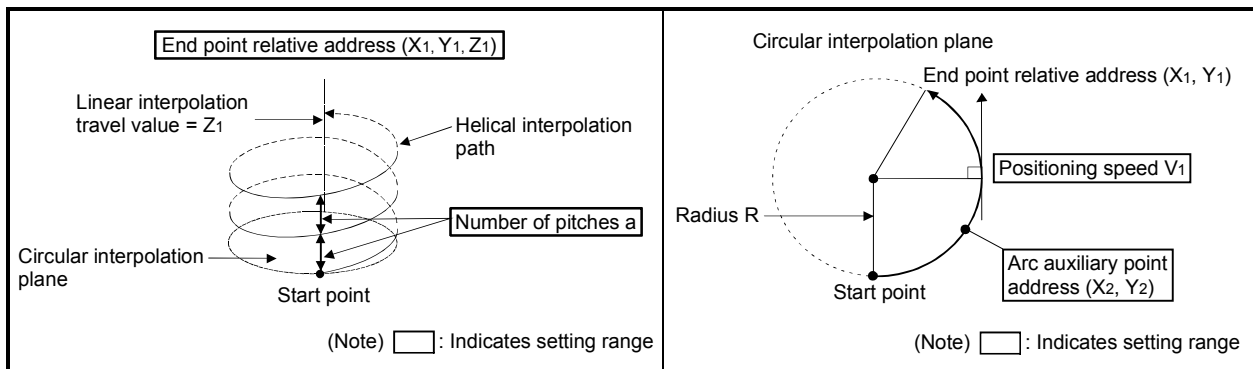 End point relative address (X1, Y1, Z1)
Linear interpolation
travel value = Z1
Helical interpolation
path
Number of pitches a
Circular interpolation
plane
Start point
(Note) : Indicates setting range
Circular interpolation plane
End point relative address (X1, Y1)
Positioning speed V1
Radius R
Arc auxiliary point
address (X2, Y2)
Start point
(Note) : Indicates setting range